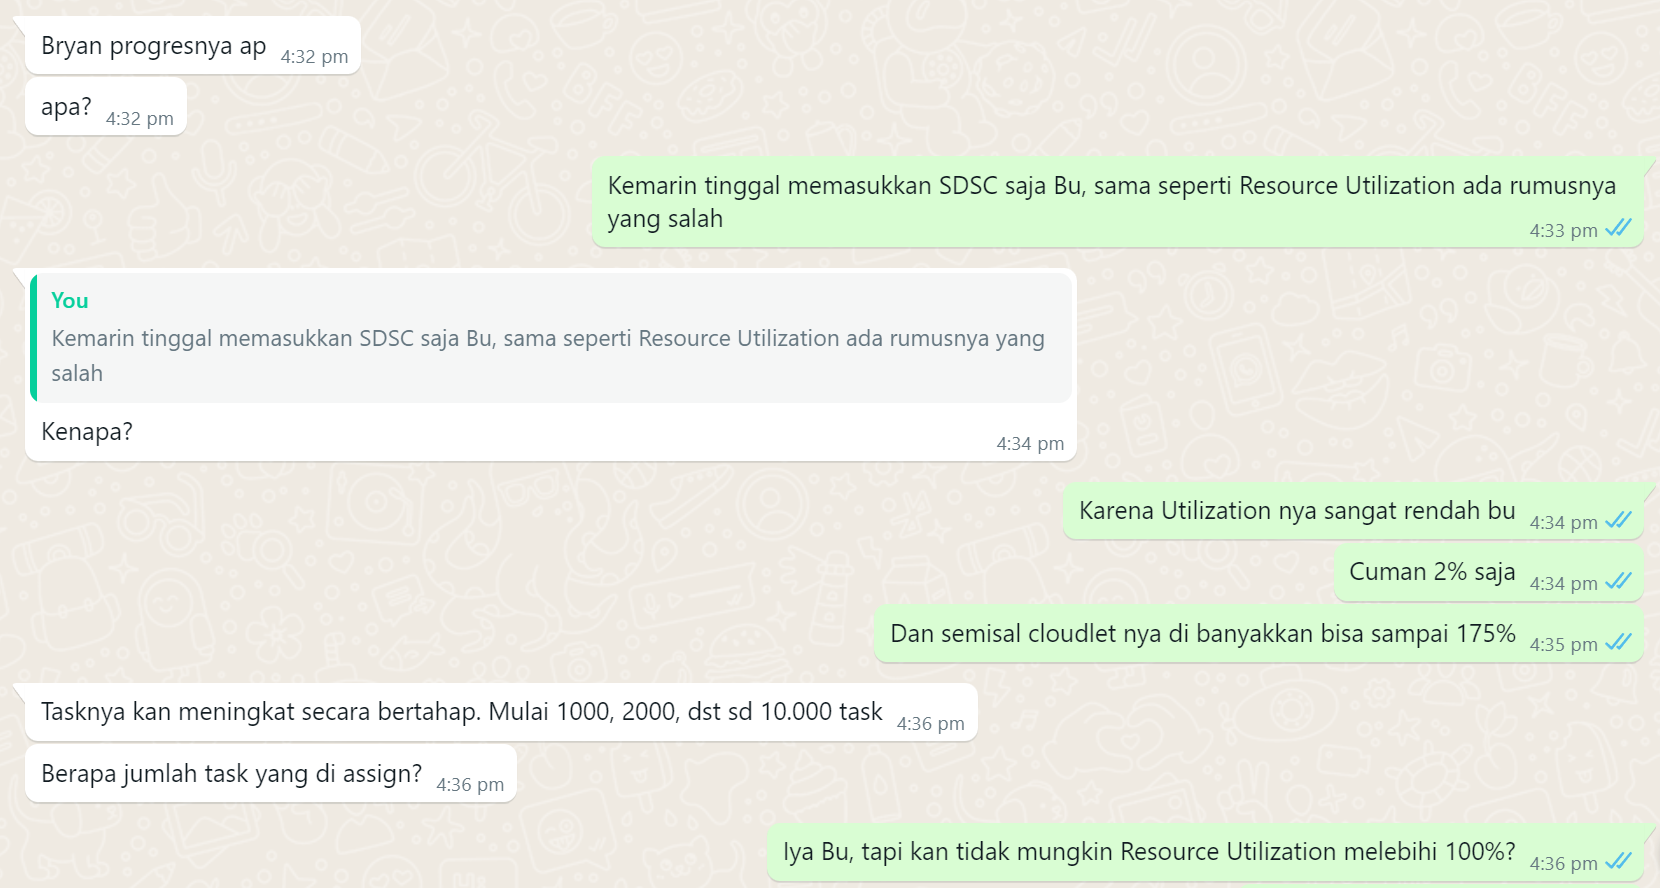 Bryan progresnya ap 4:32 pm
apa? 4:32 pm
Kemarin tinggal memasukkan SDSC saja Bu, sama seperti Resource Utilization ada rumusnya
yang salah 4:33 pm
You
Kemarin tinggal memasukkan SDSC saja Bu, sama seperti Resource Utilization ada rumusnya yang
salah
Kenapa? 4:34 pm
Karena Utilization nya sangat rendah bu 4:34 pm
Cuman 2% saja 4:34 pm
Dan semisal cloudlet nya di banyakkan bisa sampai 175% 4:35 pm
Tasknya kan meningkat secara bertahap. Mulai 1000, 2000, dst sd 10.000 task 4:36 pm
Berapa jumlah task yang di assign? 4:36 pm
Iya Bu, tapi kan tidak mungkin Resource Utilization melebihi 100%? 4:36 pm